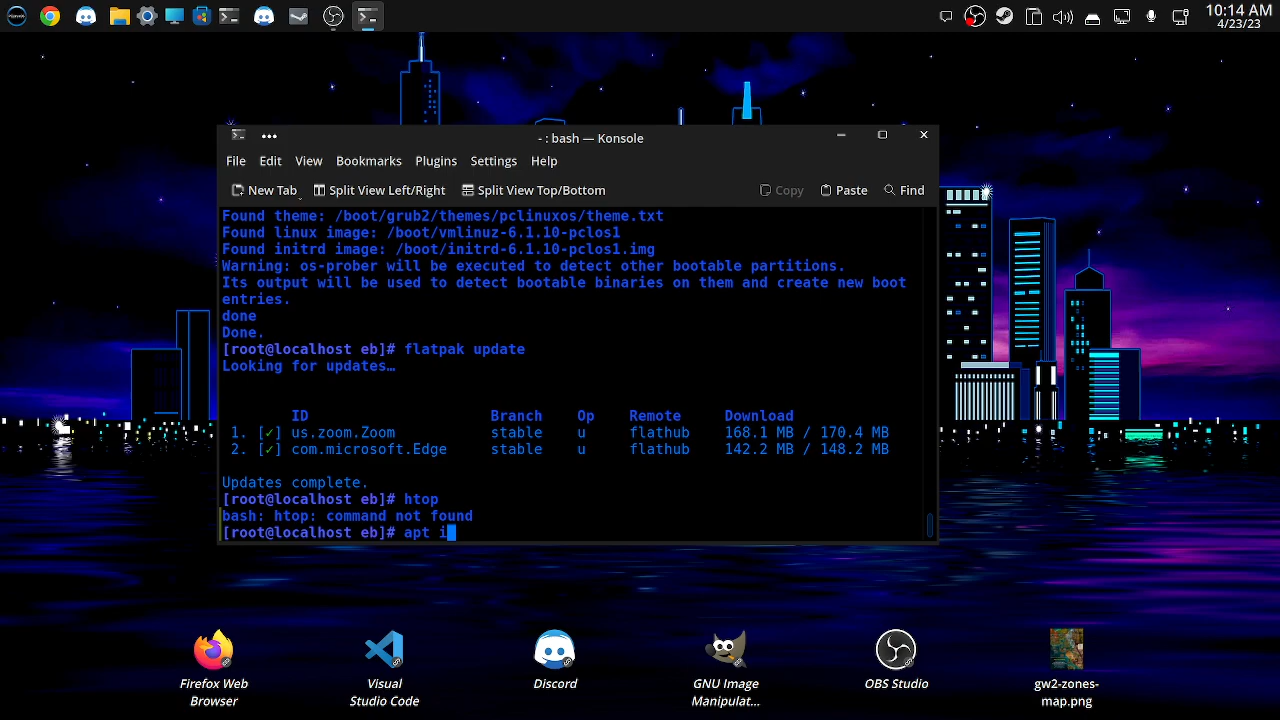 10:14 AM
4/23/23
- : bash — Konsole
File Edit View Bookmarks Plugins Settings Help
New Tab Split View Left/Right Split View Top/Bottom Copy Paste Find
Found theme: /boot/grub2/themes/pclinuxos/theme.txt
Found linux image: /boot/vmlinuz-6.1.10-pclos1
Found initrd image: /boot/initrd-6.1.10-pclos1.img
Warning: os-prober will be executed to detect other bootable partitions.
Its output will be used to detect bootable binaries on them and create new boot
entries.
done
Done.
[root@localhost eb]# flatpak update
Looking for updates…
ID Branch Op Remote Download
1. [✓] us.zoom.Zoom stable u flathub 168.1 MB / 170.4 MB
2. [✓] com.microsoft.Edge stable u flathub 142.2 MB / 148.2 MB
Updates complete.
[root@localhost eb]# htop
bash: htop: command not found
[root@localhost eb]# apt i
Firefox Web
Browser
Visual
Studio Code
Discord
GNU Image
Manipulat...
OBS Studio
gw2-zones-
map.png